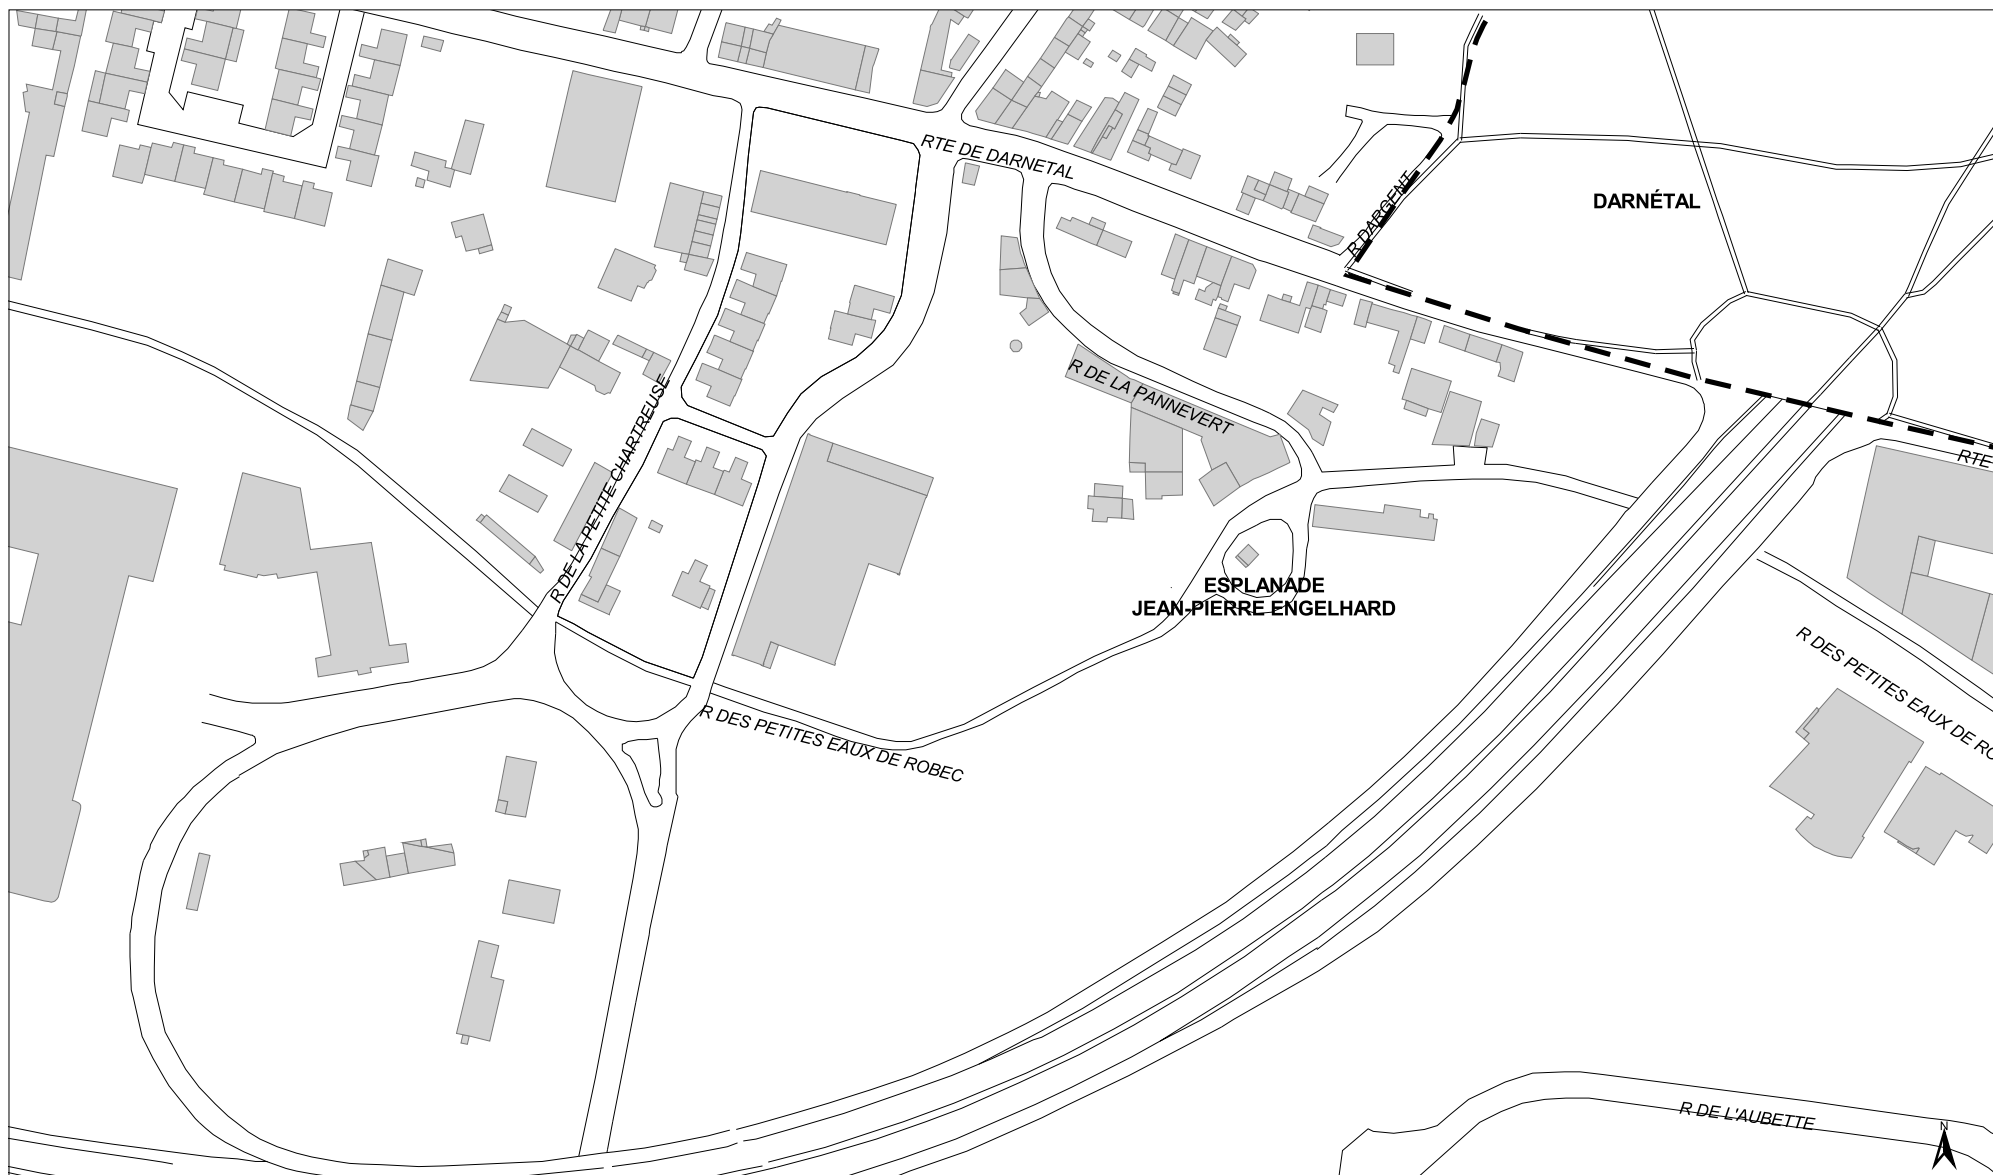 RTE DE DARNETAL
R DARGENT
DARNÉTAL
R DE LA PETITE CHARTREUSE
R DE LA PANNEVERT
RTE
ESPLANADE
JEAN-PIERRE ENGELHARD
R DES PETITES EAUX DE ROBEC
R DES PETITES EAUX DE RO
R DE L'AUBETTE
N